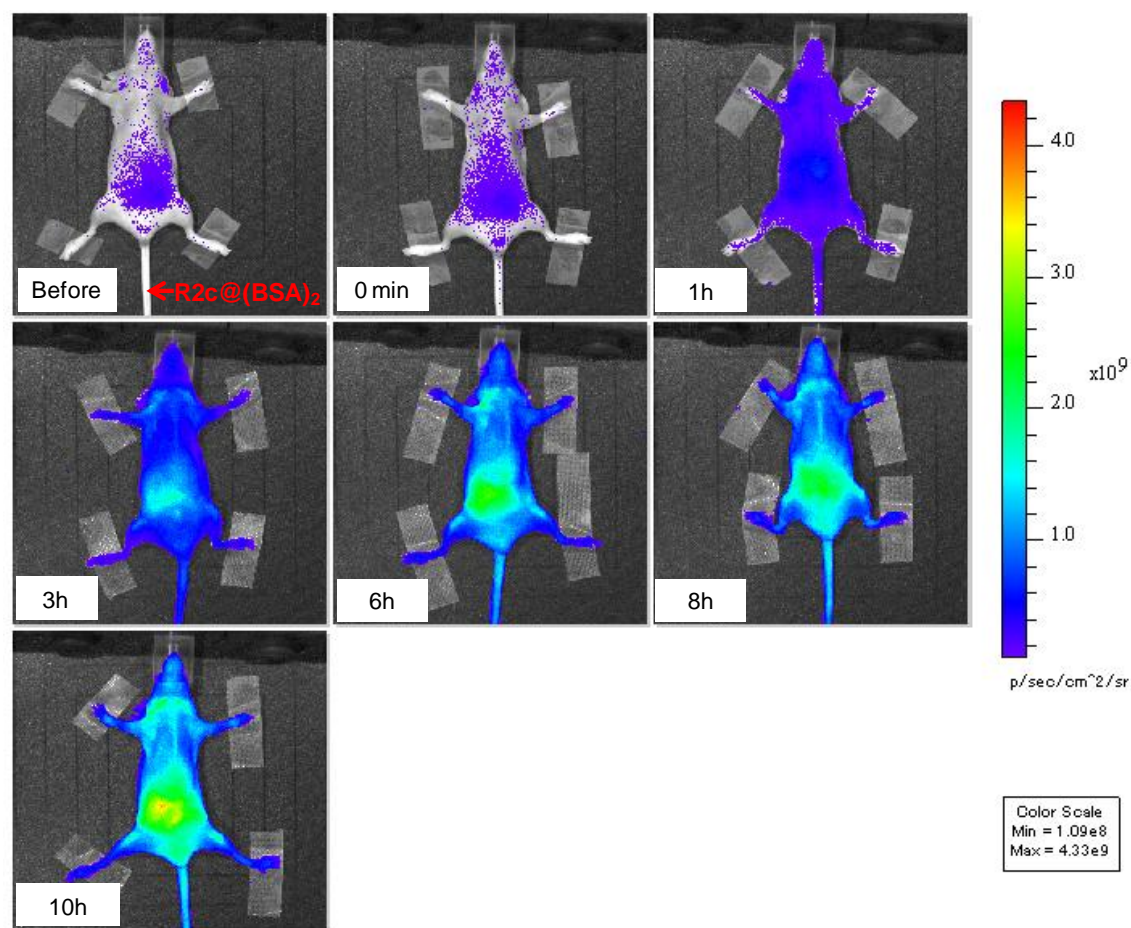 Before
R2c@(BSA)2
0 min
1h
3h
6h
8h
10h
4.0
3.0
x10^9
2.0
1.0
p/sec/cm^2/sr
Color Scale
Min = 1.09e8
Max = 4.33e9